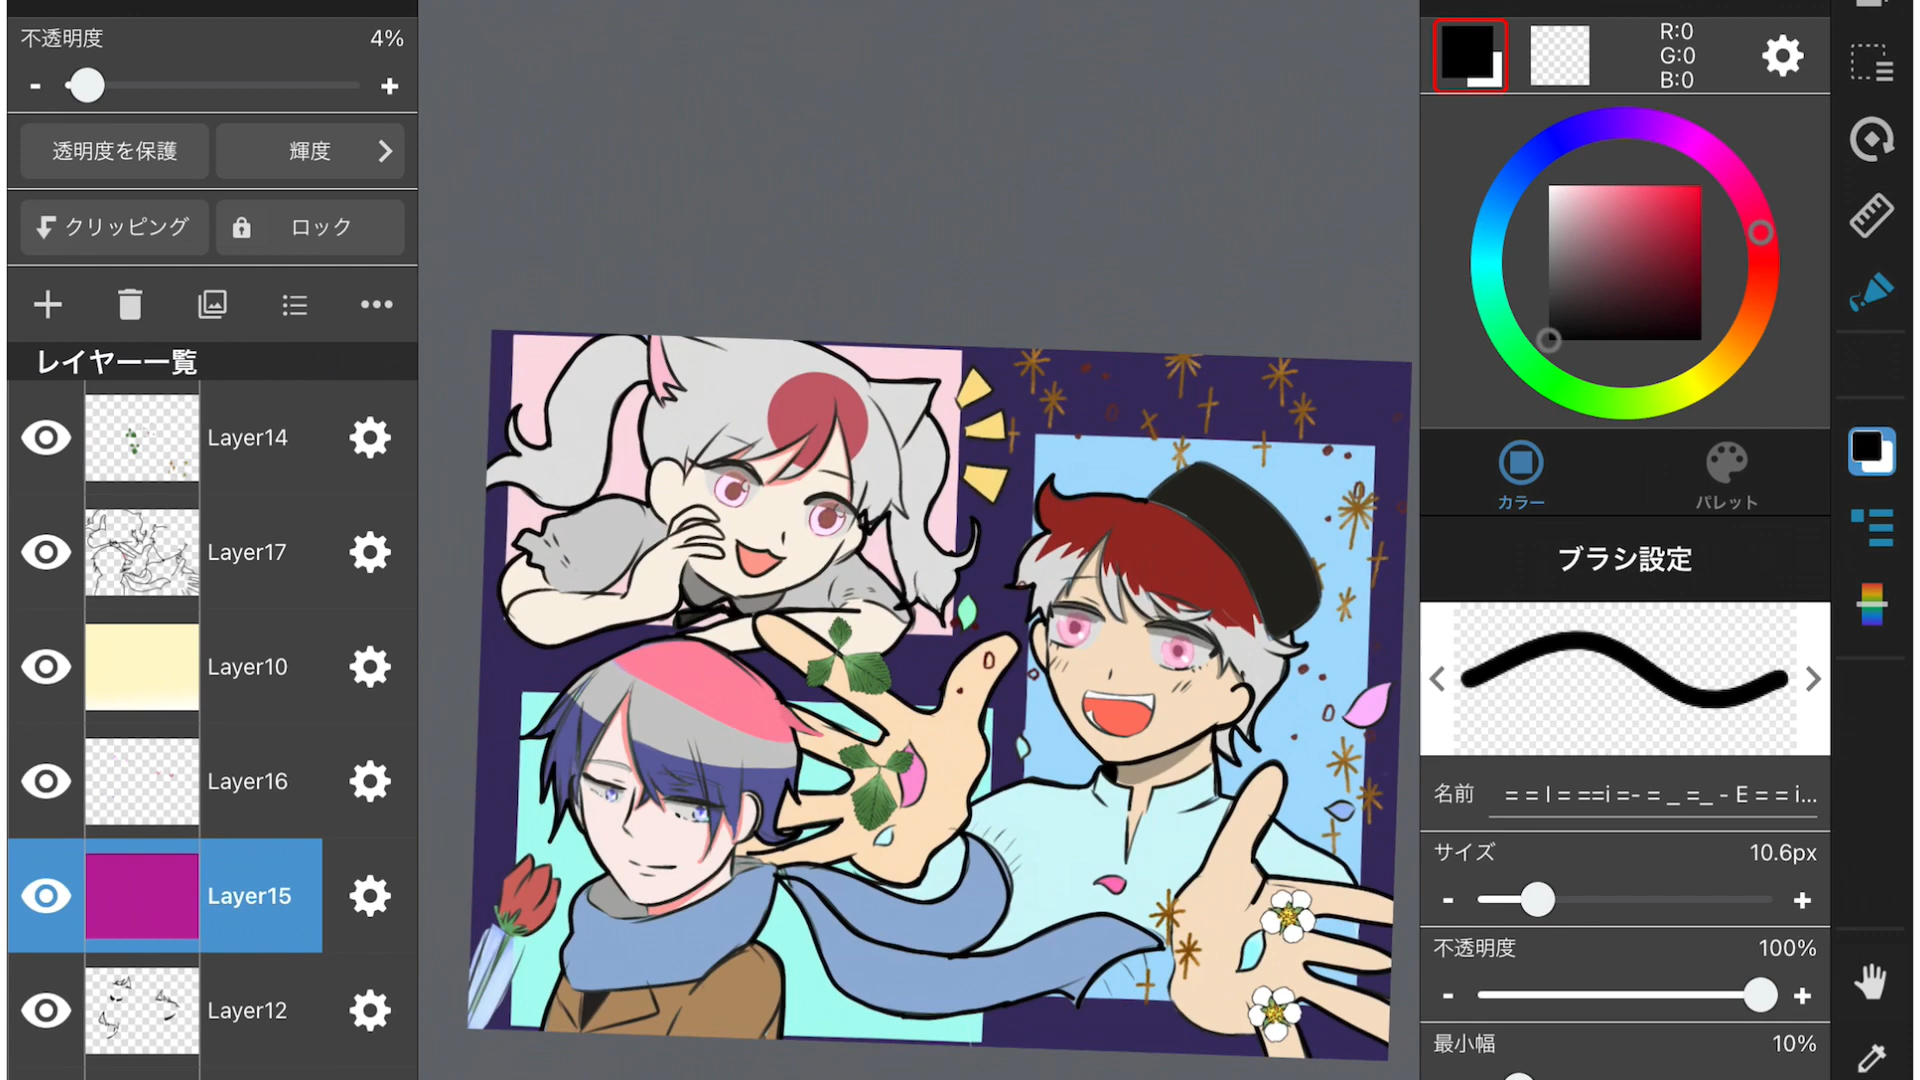 不透明度 4%
- +
透明度を保護 輝度
クリッピング ロック
レイヤー一覧
Layer14
Layer17
Layer10
Layer16
Layer15
Layer12
R:0
G:0
B:0
カラー パレット
ブラシ設定
名前 = = I = ==i =- = _ =_ - E = = i...
サイズ 10.6px
- +
不透明度 100%
- +
最小幅 10%